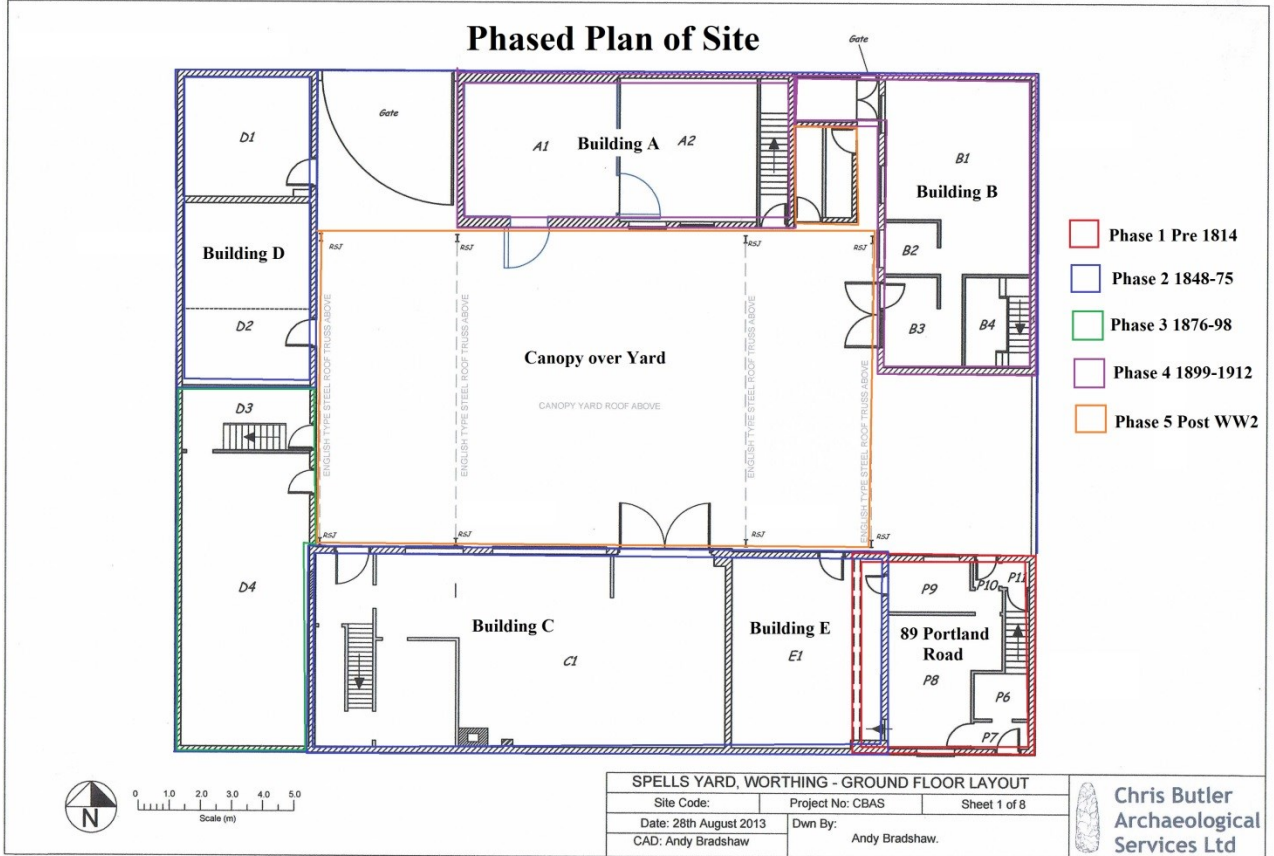 Phased Plan of Site
Gate
Gate
D1
A1
Building A
A2
B1
Building B
Building D
B2
D2
B3
B4
RSJ
RSJ
RSJ
RSJ
ENGLISH TYPE STEEL ROOF TRUSS ABOVE
ENGLISH TYPE STEEL ROOF TRUSS ABOVE
ENGLISH TYPE STEEL ROOF TRUSS ABOVE
ENGLISH TYPE STEEL ROOF TRUSS ABOVE
Canopy over Yard
CANOPY YARD ROOF ABOVE
Phase 1 Pre 1814
Phase 2 1848-75
Phase 3 1876-98
Phase 4 1899-1912
Phase 5 Post WW2
D3
RSJ
RSJ
RSJ
RSJ
D4
Building C
C1
Building E
E1
P9
P10
P11
89 Portland
Road
P8
P6
P7
N
0 1.0 2.0 3.0 4.0 5.0
Scale (m)
SPELLS YARD, WORTHING - GROUND FLOOR LAYOUT
Site Code:
Project No: CBAS
Sheet 1 of 8
Date: 28th August 2013
Dwn By:
CAD: Andy Bradshaw
Andy Bradshaw.
Chris Butler
Archaeological
Services Ltd